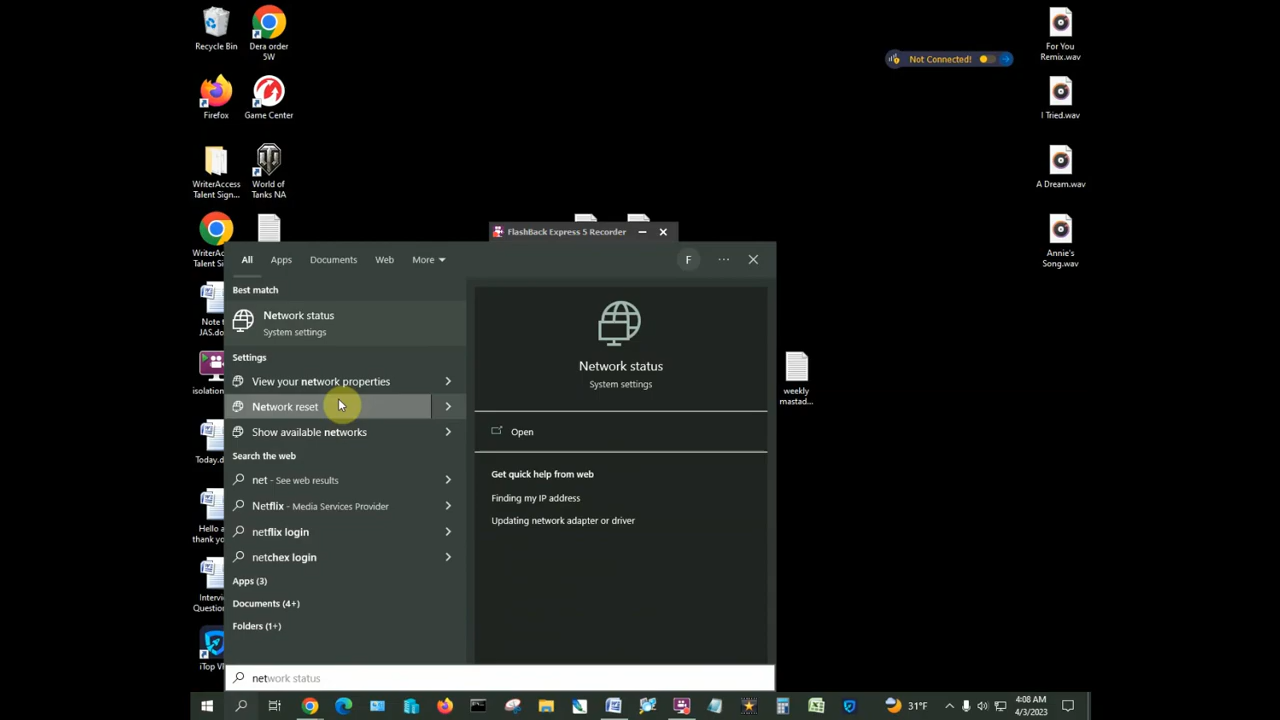 Recycle Bin
Dera order
5W
Firefox
Game Center
WriterAccess
Talent Sign...
World of
Tanks NA
WriterAc
Talent Si
Note t
JAS.do
isolation
Today.d
Hello a
thank yo
Interv
Question
iTop V
Not Connected!
For You
Remix.wav
I Tried.wav
A Dream.wav
Annie's
Song.wav
weekly
mastad...
FlashBack Express 5 Recorder
All
Apps
Documents
Web
More
F
Best match
Network status
System settings
Settings
View your network properties
Network reset
Show available networks
Search the web
net - See web results
Netflix - Media Services Provider
netflix login
netchex login
Apps (3)
Documents (4+)
Folders (1+)
Network status
System settings
Open
Get quick help from web
Finding my IP address
Updating network adapter or driver
network status
31°F
4:08 AM
4/3/2023